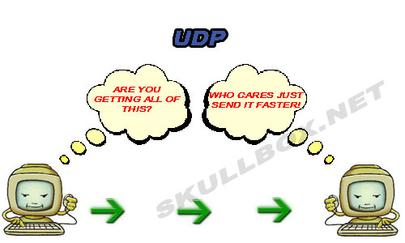 UDP
ARE YOU
GETTING ALL OF
THIS?
WHO CARES JUST
SEND IT FASTER!
SKULLBOX.NET